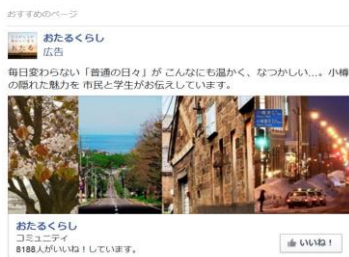 おすすめのページ
おたるくらし
広告
毎日変わらない「普通の日々」が こんなにも温かく、なつかしい…。小樽
の隠れた魅力を 市民と学生がお伝えしています。
おたるくらし
コミュニティ
8188人がいいね！しています。
いいね！